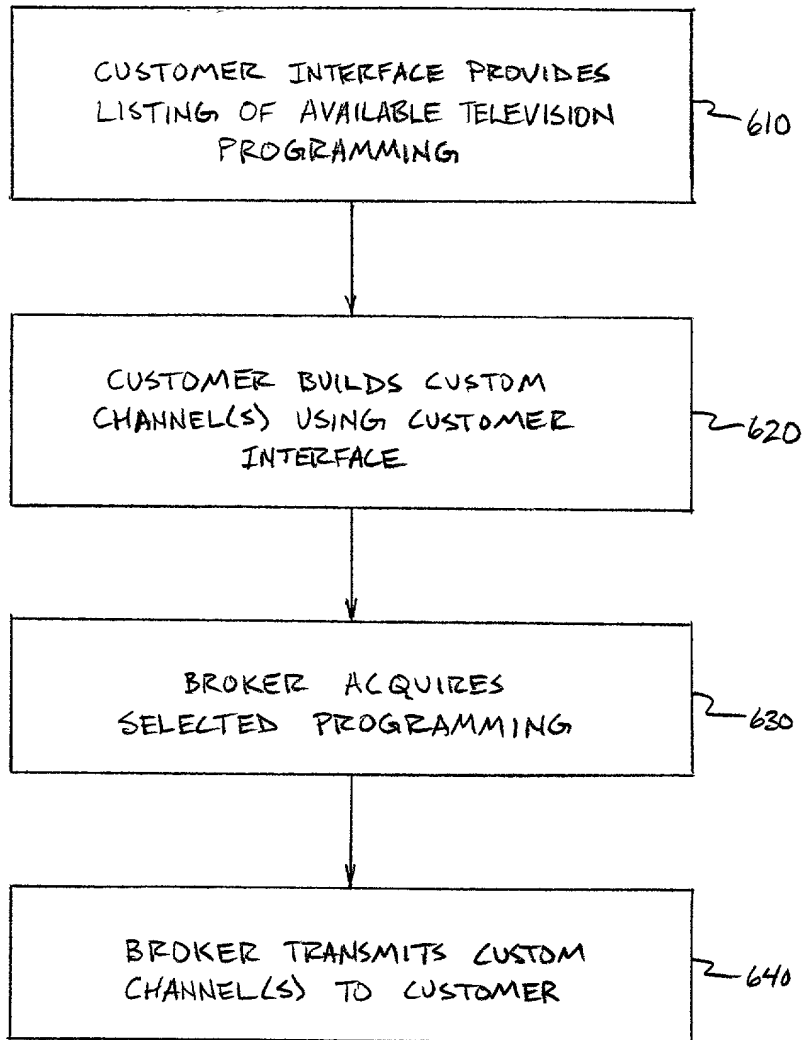 CUSTOMER INTERFACE PROVIDES
LISTING OF AVAILABLE TELEVISION
PROGRAMMING
610
CUSTOMER BUILDS CUSTOM
CHANNEL(S) USING CUSTOMER
INTERFACE
620
BROKER ACQUIRES
SELECTED PROGRAMMING
630
BROKER TRANSMITS CUSTOM
CHANNEL(S) TO CUSTOMER
640